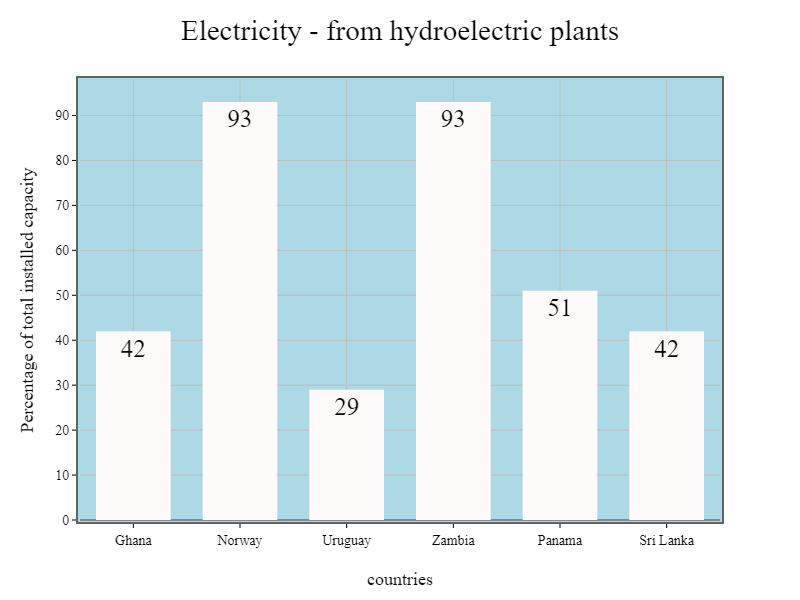 Electricity - from hydroelectric plants
Percentage of total installed capacity
90
80
70
60
50
40
30
20
10
0
42
93
29
93
51
42
Ghana
Norway
Uruguay
Zambia
Panama
Sri Lanka
countries